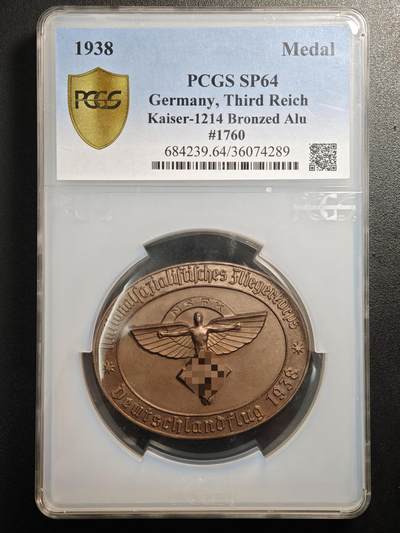 1938 Medal
PCGS
PCGS SP64
Germany, Third Reich
Kaiser-1214 Bronzed Alu
#1760
684239.64/36074289
Nationalsozialistisches Fliegerkorps
* Deutschlandflug 1938 *